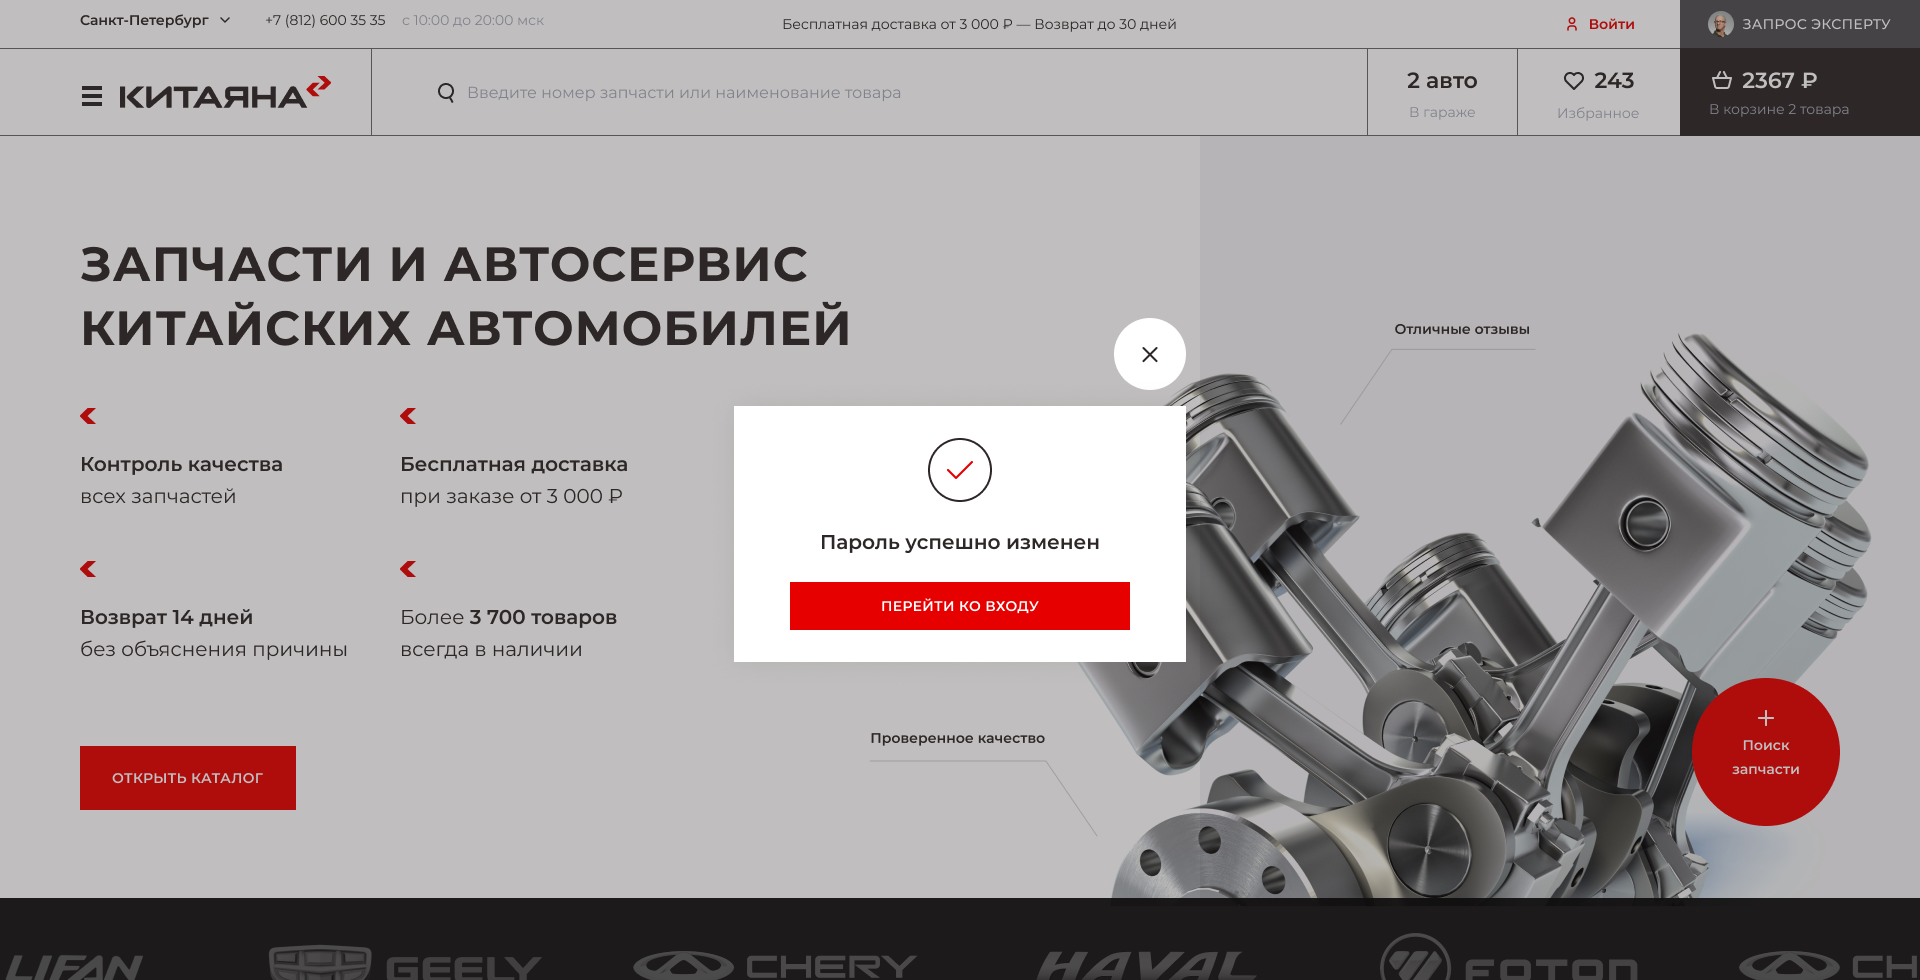 Санкт-Петербург
+7 (812) 600 35 35
с 10:00 до 20:00 мск
Бесплатная доставка от 3 000 ₽ — Возврат до 30 дней
Войти
ЗАПРОС ЭКСПЕРТУ
КИТАЯНА
Введите номер запчасти или наименование товара
2 авто
В гараже
243
Избранное
2367 ₽
В корзине 2 товара
ЗАПЧАСТИ И АВТОСЕРВИС
КИТАЙСКИХ АВТОМОБИЛЕЙ
Отличные отзывы
Контроль качества
всех запчастей
Бесплатная доставка
при заказе от 3 000 ₽
Пароль успешно изменен
ПЕРЕЙТИ КО ВХОДУ
Возврат 14 дней
без объяснения причины
Более 3 700 товаров
всегда в наличии
Проверенное качество
Поиск
запчасти
ОТКРЫТЬ КАТАЛОГ
LIFAN
GEELY
CHERY
HAVAL
FOTON
CH